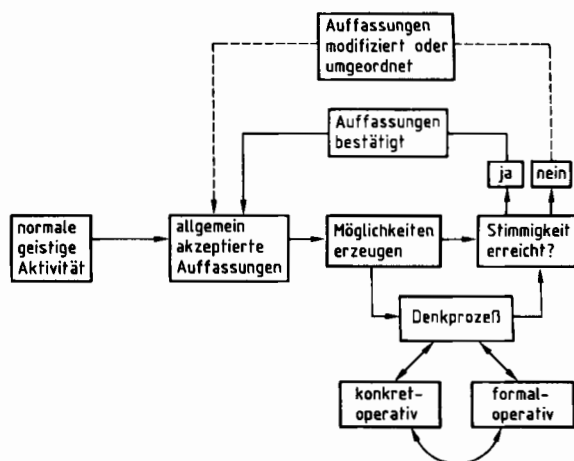 Auffassungen
modifiziert oder
umgeordnet
Auffassungen
bestätigt
ja
nein
normale
geistige
Aktivität
allgemein
akzeptierte
Auffassungen
Möglichkeiten
erzeugen
Stimmigkeit
erreicht?
Denkprozeß
konkret-
operativ
formal-
operativ